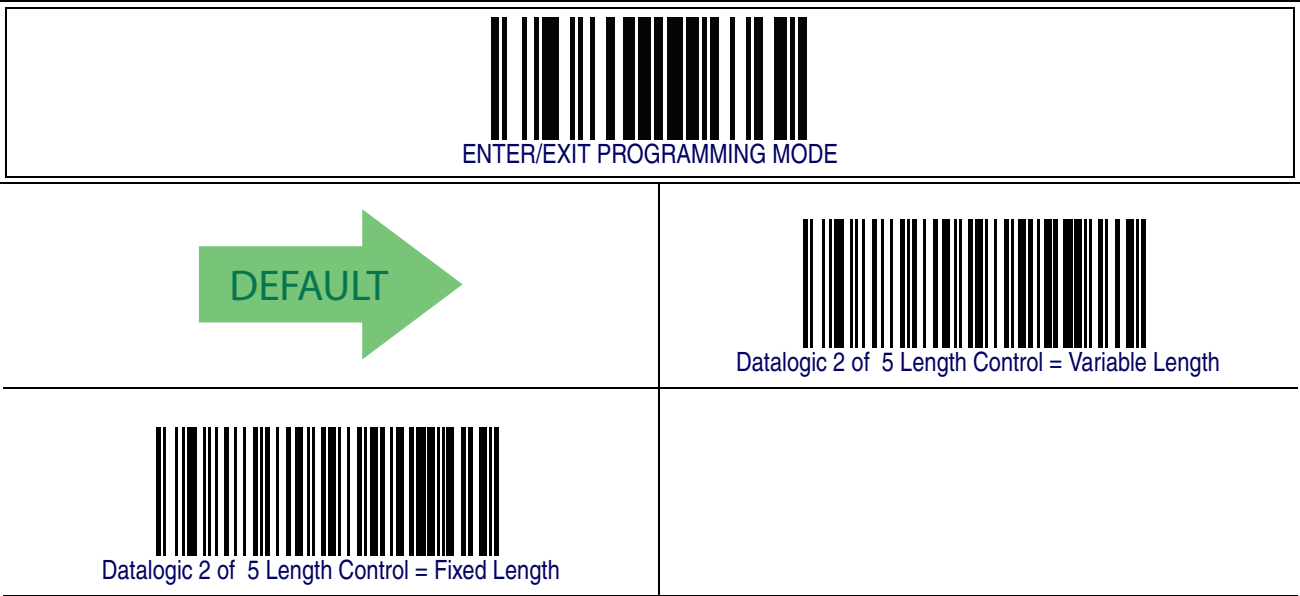 ENTER/EXIT PROGRAMMING MODE
DEFAULT
Datalogic 2 of 5 Length Control = Variable Length
Datalogic 2 of 5 Length Control = Fixed Length